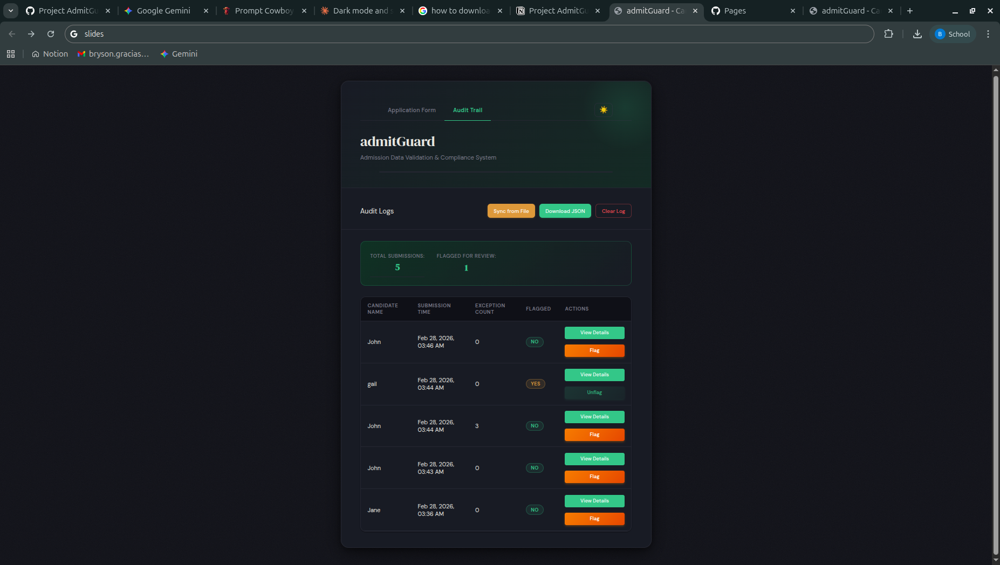 Project AdmitGu
Google Gemini
Prompt Cowboy
Dark mode and s
how to downloa
Project AdmitGu
admitGuard - Ca
Pages
admitGuard - Ca
slides
B School
Notion
bryson.gracias...
Gemini
Application Form
Audit Trail
admitGuard
Admission Data Validation & Compliance System
Audit Logs
Sync from File
Download JSON
Clear Log
TOTAL SUBMISSIONS:
5
FLAGGED FOR REVIEW:
1
CANDIDATE NAME
SUBMISSION TIME
EXCEPTION COUNT
FLAGGED
ACTIONS
John
Feb 28, 2026,
03:46 AM
0
NO
View Details
Flag
gail
Feb 28, 2026,
03:44 AM
0
YES
View Details
Unflag
John
Feb 28, 2026,
03:44 AM
3
NO
View Details
Flag
John
Feb 28, 2026,
03:43 AM
0
NO
View Details
Flag
Jane
Feb 28, 2026,
03:36 AM
0
NO
View Details
Flag